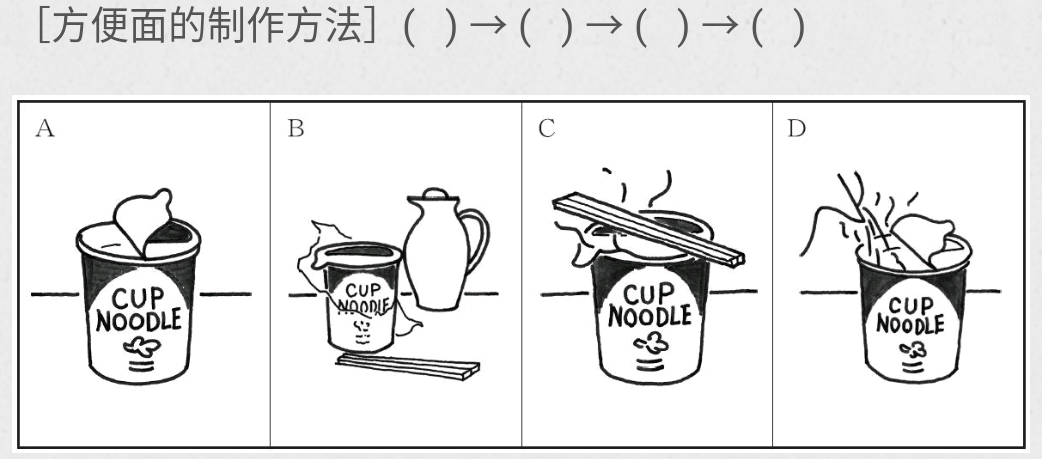 [方便面的制作方法] ( ) → ( ) → ( ) → ( )
A
B
C
D
CUP
NOODLE
CUP
NOODLE
CUP
NOODLE
CUP
NOODLE